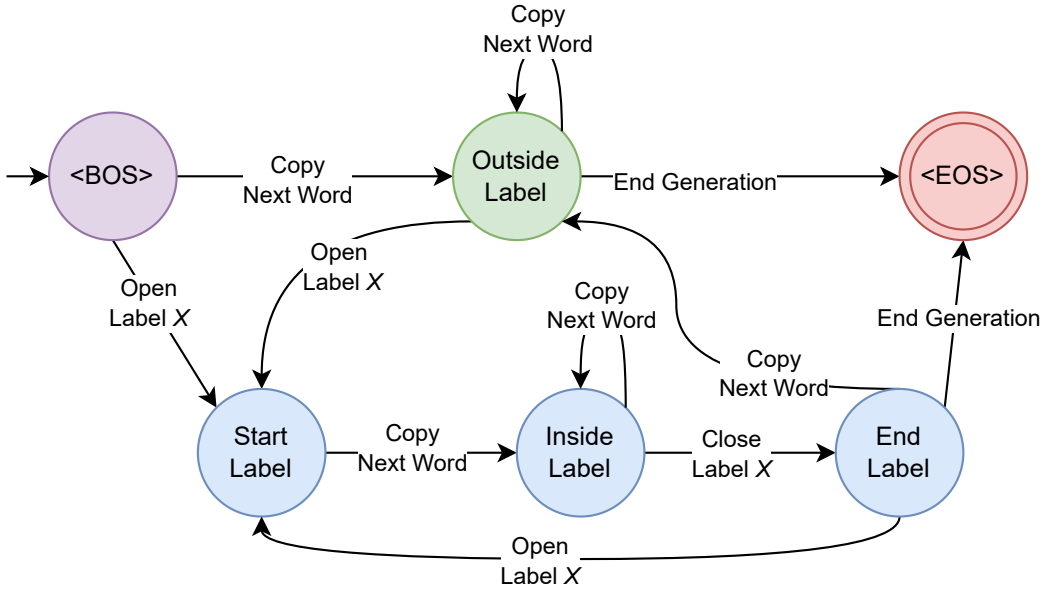 Copy
Next Word
<BOS>
Copy
Next Word
Outside
Label
End Generation
<EOS>
Open
Label X
Open
Label X
Copy
Next Word
End Generation
Copy
Next Word
Start
Label
Copy
Next Word
Inside
Label
Close
Label X
End
Label
Open
Label X